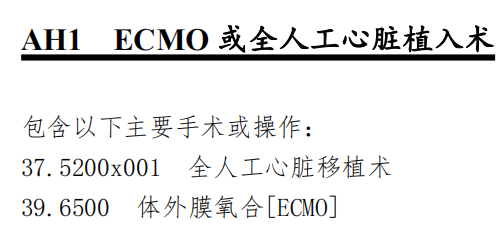 AH1 ECMO 或全人工心脏植入术
包含以下主要手术或操作：
37.5200x001 全人工心脏移植术
39.6500 体外膜氧合[ECMO]